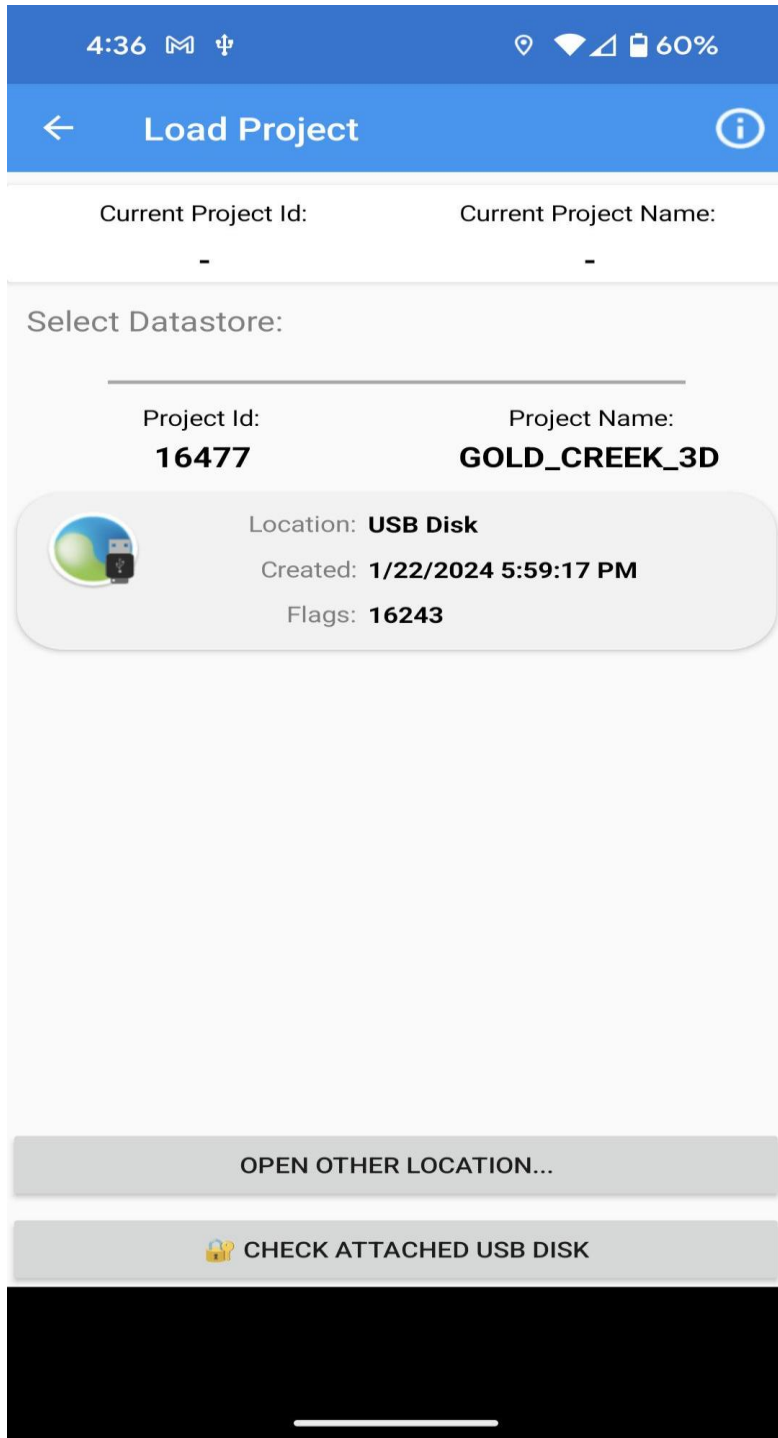 4:36 60%
Load Project
Current Project Id: Current Project Name:
- -
Select Datastore:
Project Id: Project Name:
16477 GOLD_CREEK_3D
Location: USB Disk
Created: 1/22/2024 5:59:17 PM
Flags: 16243
OPEN OTHER LOCATION...
🔐 CHECK ATTACHED USB DISK